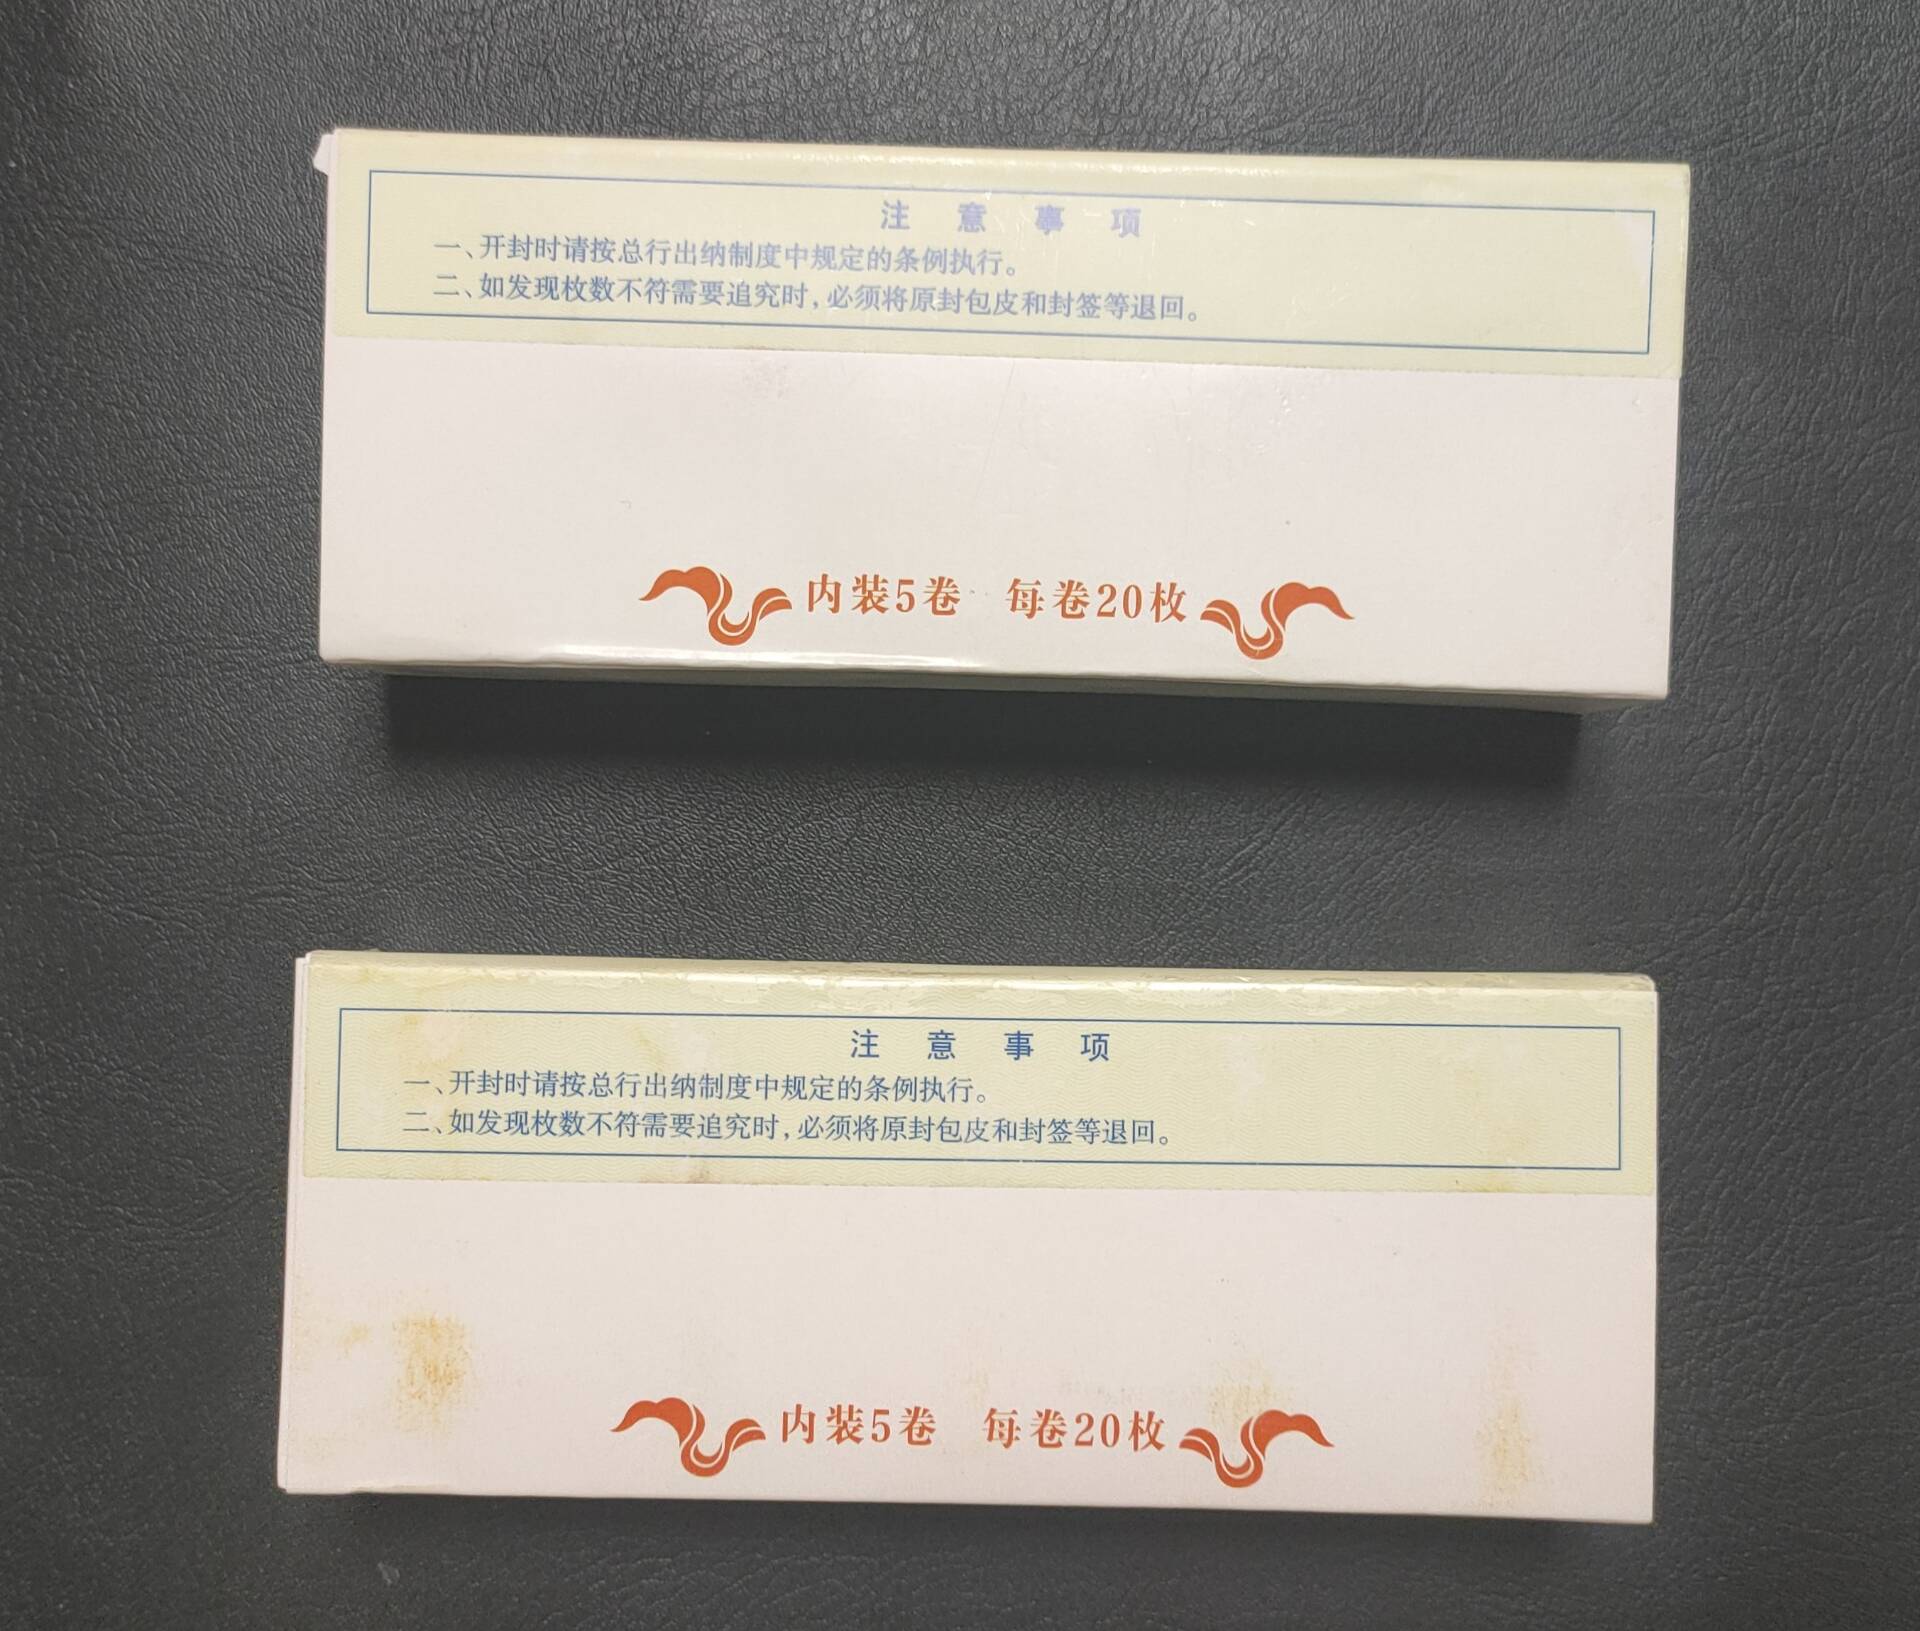 注意事项
一、开封时请按总行出纳制度中规定的条例执行。
二、如发现枚数不符需要追究时,必须将原封包皮和封签等退回。
内装5卷 每卷20枚
注意事项
一、开封时请按总行出纳制度中规定的条例执行。
二、如发现枚数不符需要追究时,必须将原封包皮和封签等退回。
内装5卷 每卷20枚